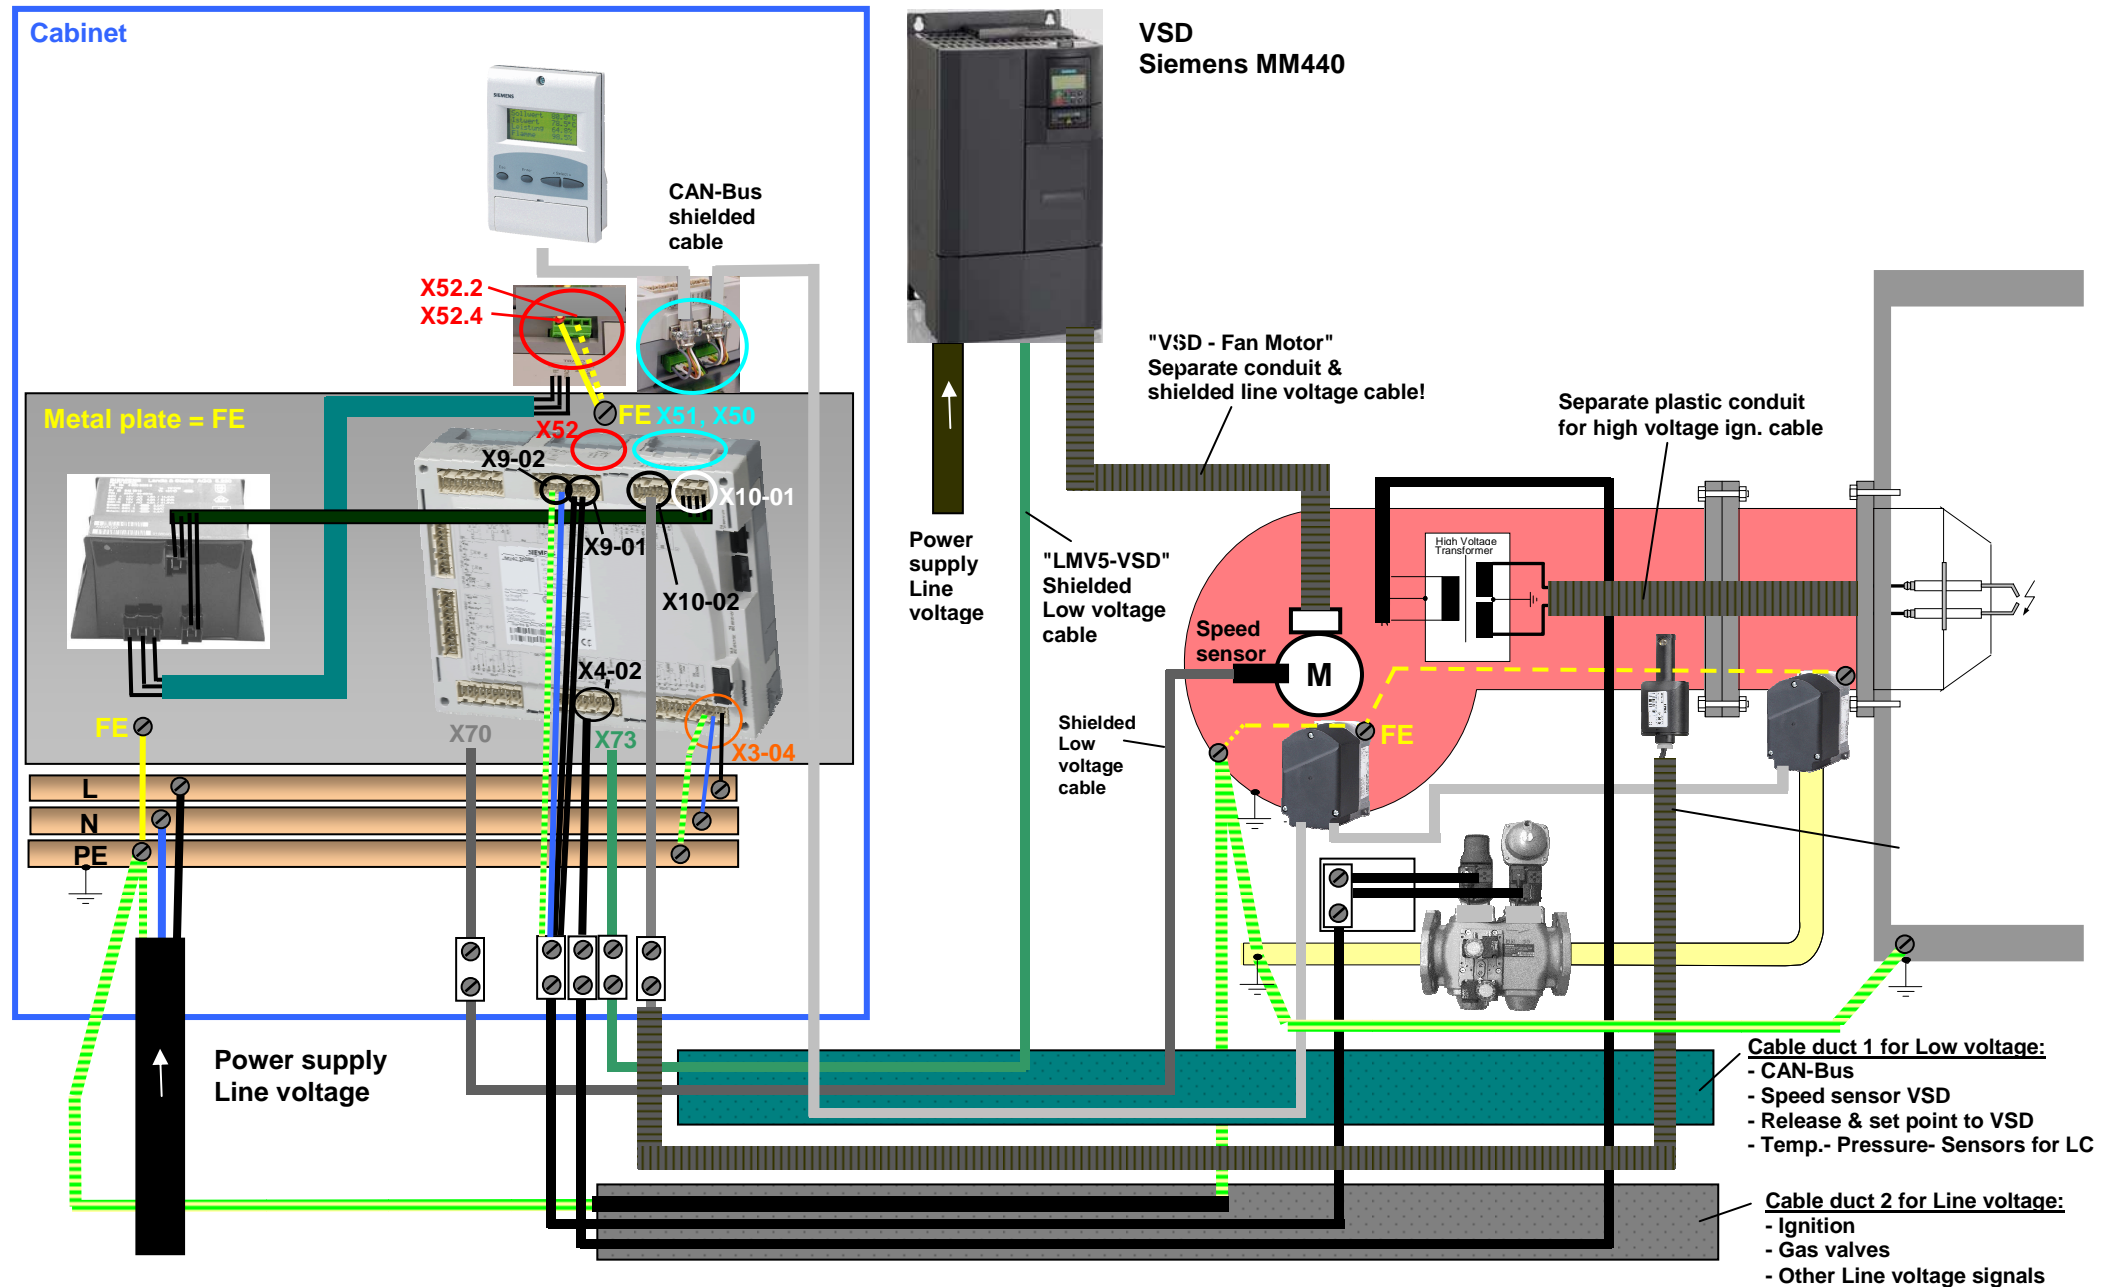 Cabinet
VSD
Siemens MM440
SIEMENS
CAN-Bus
shielded
cable
X52.2
X52.4
"VSD - Fan Motor"
Separate conduit &
shielded line voltage cable!
Separate plastic conduit
for high voltage ign. cable
Metal plate = FE
FE
X51, X50
X52
X9-02
X10-01
X9-01
X10-02
Power
supply
Line
voltage
"LMV5-VSD"
Shielded
Low voltage
cable
High Voltage
Transformer
Speed
sensor
M
X4-02
FE
X70
X73
X3-04
Shielded
Low
voltage
cable
FE
L
N
PE
Power supply
Line voltage
Cable duct 1 for Low voltage:
- CAN-Bus
- Speed sensor VSD
- Release & set point to VSD
- Temp.- Pressure- Sensors for LC
Cable duct 2 for Line voltage:
- Ignition
- Gas valves
- Other Line voltage signals